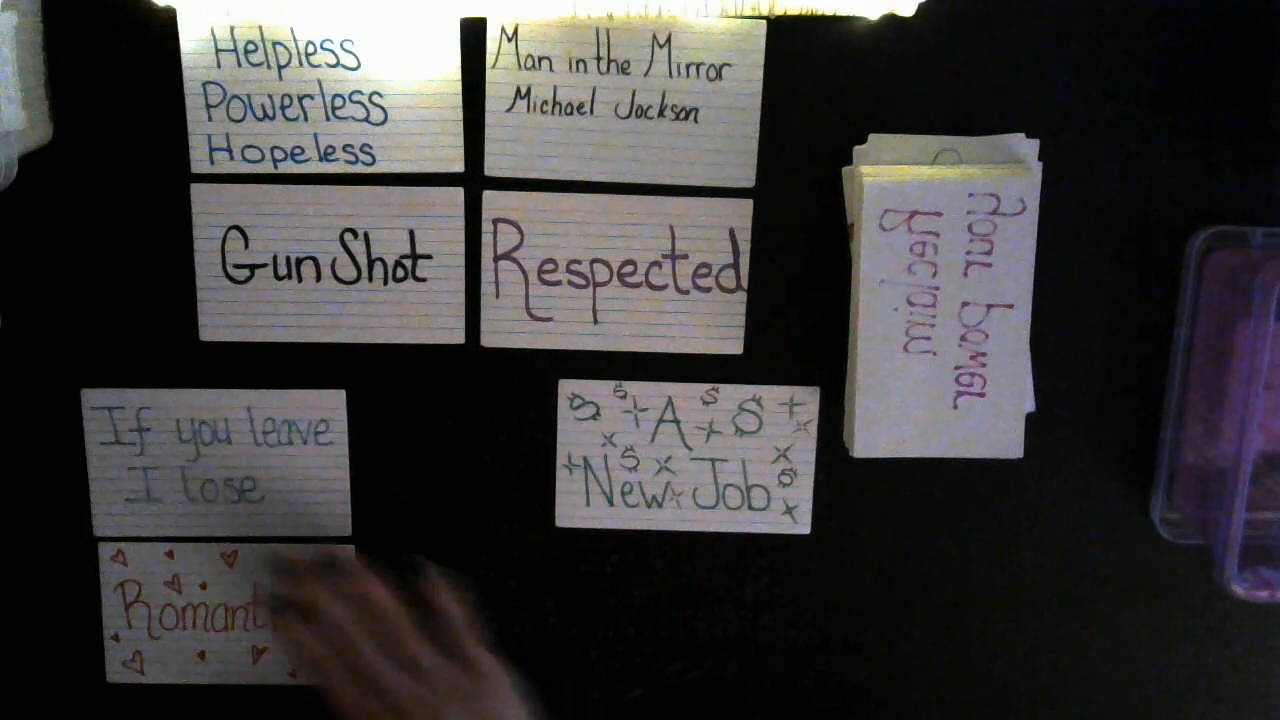 Helpless
Powerless
Hopeless
Man in the Mirror
Michael Jackson
Gun Shot
Respected
If you leave
I lose
A $
New Job
Romant